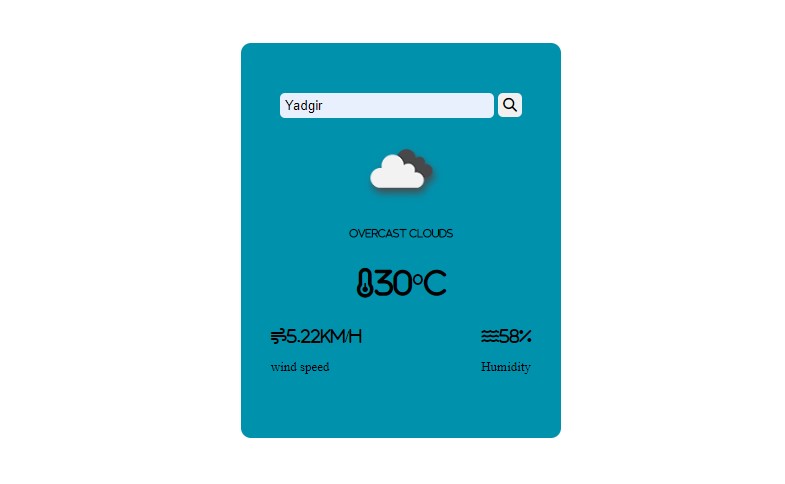 Yadgir
OVERCAST CLOUDS
30°C
5.22KM/H 58%
wind speed Humidity